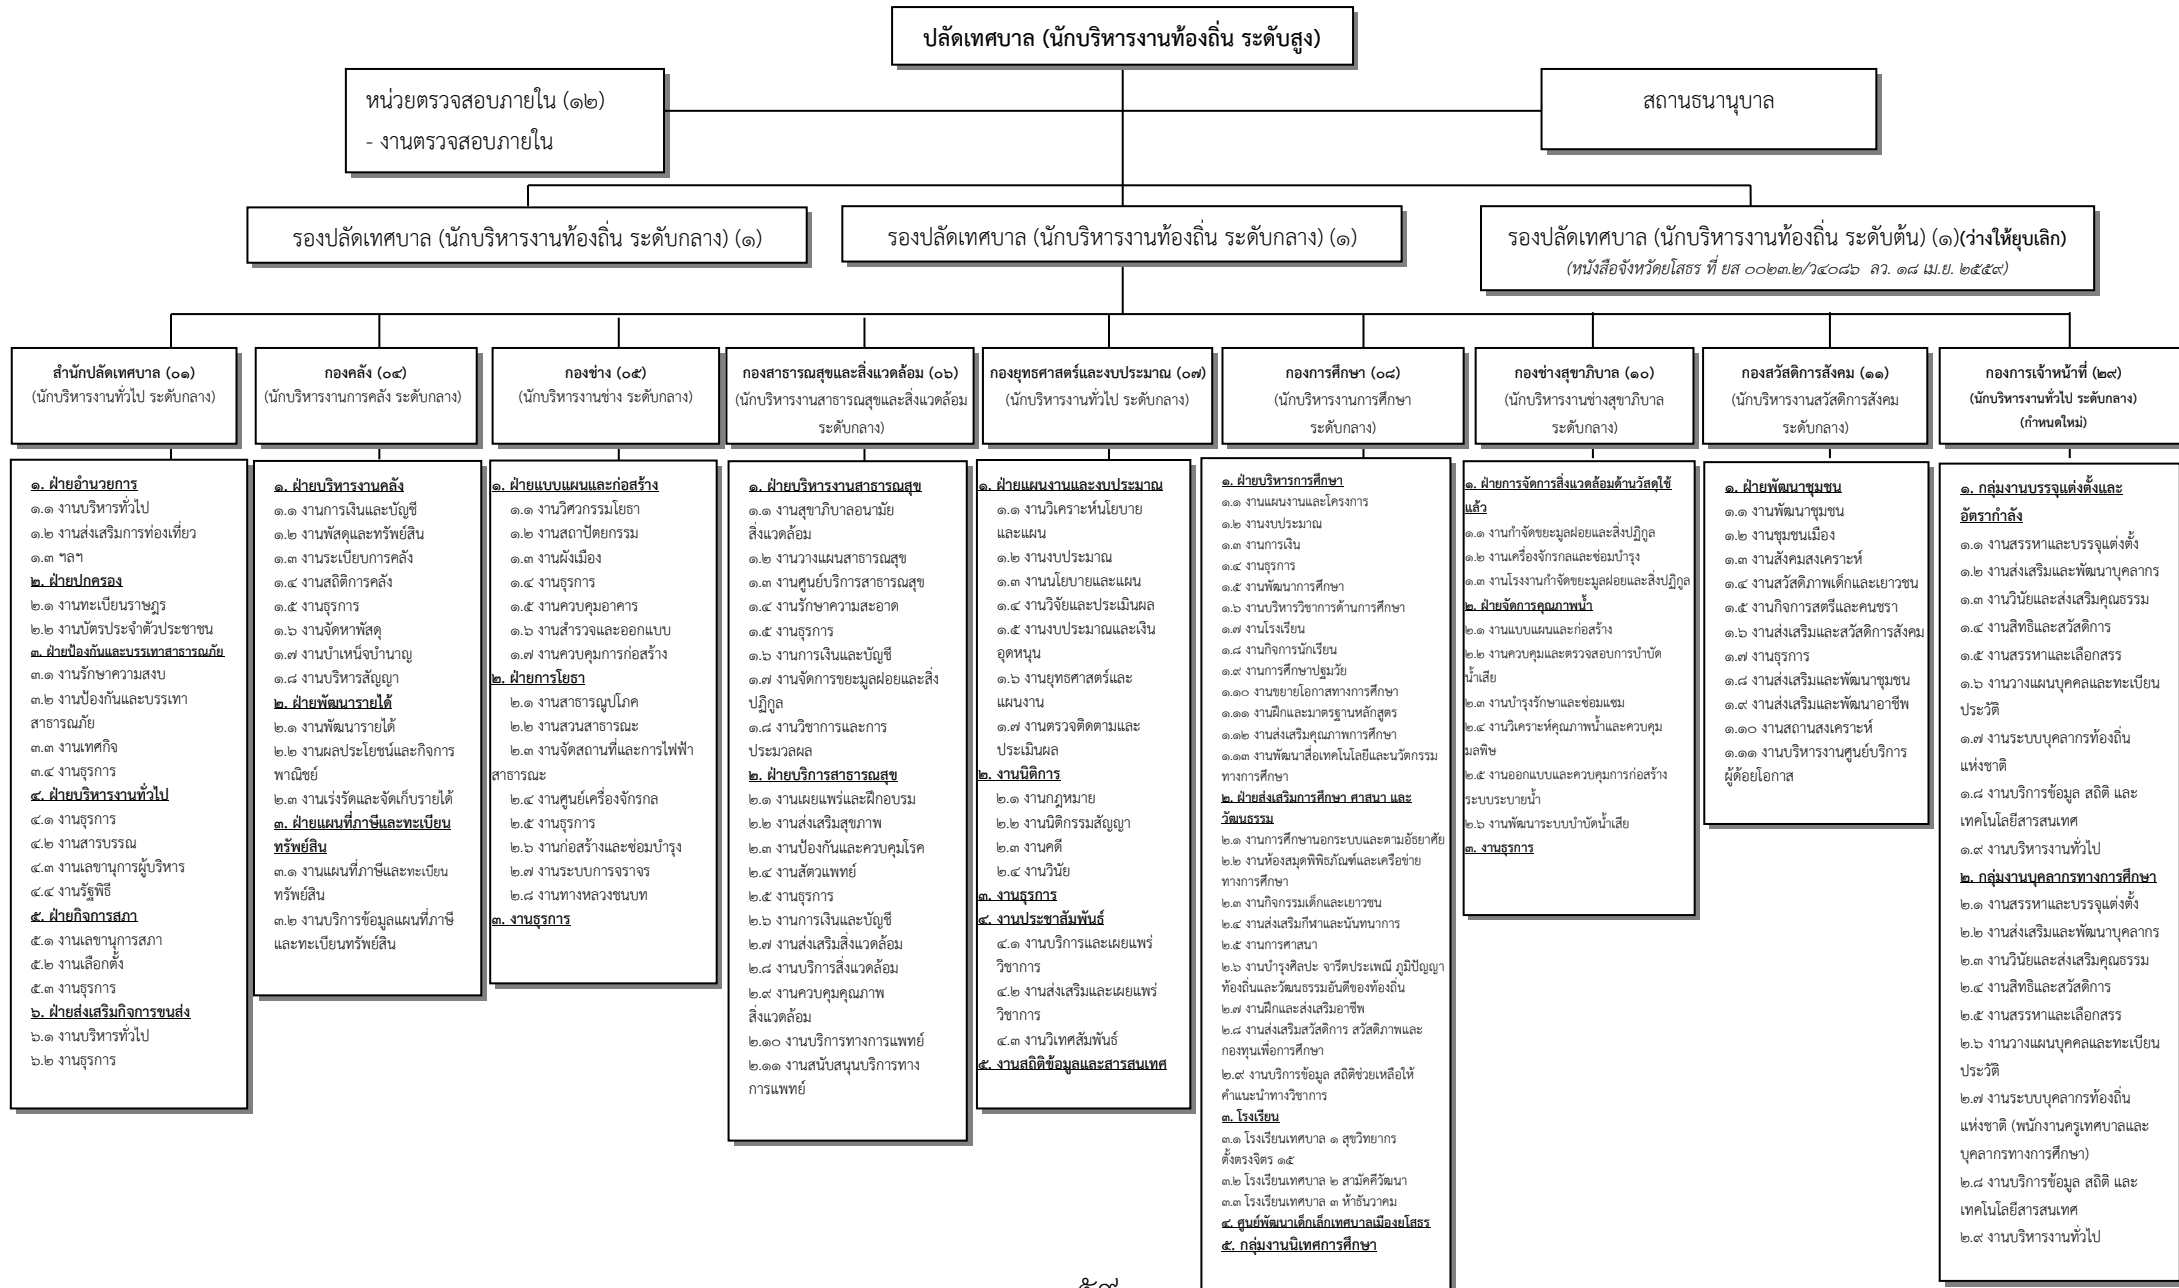 ปลัดเทศบาล (นักบริหารงานท้องถิ่น ระดับสูง)
หน่วยตรวจสอบภายใน (๑๒)
- งานตรวจสอบภายใน
สถานธนานุบาล
รองปลัดเทศบาล (นักบริหารงานท้องถิ่น ระดับกลาง) (๑)
รองปลัดเทศบาล (นักบริหารงานท้องถิ่น ระดับกลาง) (๑)
รองปลัดเทศบาล (นักบริหารงานท้องถิ่น ระดับต้น) (๑)(ว่างให้ยุบเลิก)
(หนังสือจังหวัดยโสธร ที่ ยส ๐๐๒๓.๒/ว๔๐๘๖ ลว. ๑๘ เม.ย. ๒๕๕๙)
สำนักปลัดเทศบาล (๐๑)
(นักบริหารงานทั่วไป ระดับกลาง)
กองคลัง (๐๔)
(นักบริหารงานการคลัง ระดับกลาง)
กองช่าง (๐๕)
(นักบริหารงานช่าง ระดับกลาง)
กองสาธารณสุขและสิ่งแวดล้อม (๐๖)
(นักบริหารงานสาธารณสุขและสิ่งแวดล้อม
ระดับกลาง)
กองยุทธศาสตร์และงบประมาณ (๐๗)
(นักบริหารงานทั่วไป ระดับกลาง)
กองการศึกษา (๐๘)
(นักบริหารงานการศึกษา
ระดับกลาง)
กองช่างสุขาภิบาล (๑๐)
(นักบริหารงานช่างสุขาภิบาล
ระดับกลาง)
กองสวัสดิการสังคม (๑๑)
(นักบริหารงานสวัสดิการสังคม
ระดับกลาง)
กองการเจ้าหน้าที่ (๒๙)
(นักบริหารงานทั่วไป ระดับกลาง)
(กำหนดใหม่)
๑. ฝ่ายอำนวยการ
๑.๑ งานบริหารทั่วไป
๑.๒ งานส่งเสริมการท่องเที่ยว
๑.๓ ฯลฯ
๒. ฝ่ายปกครอง
๒.๑ งานทะเบียนราษฎร
๒.๒ งานบัตรประจำตัวประชาชน
๓. ฝ่ายป้องกันและบรรเทาสาธารณภัย
๓.๑ งานรักษาความสงบ
๓.๒ งานป้องกันและบรรเทา
สาธารณภัย
๓.๓ งานเทศกิจ
๓.๔ งานธุรการ
๔. ฝ่ายบริหารงานทั่วไป
๔.๑ งานธุรการ
๔.๒ งานสารบรรณ
๔.๓ งานเลขานุการผู้บริหาร
๔.๔ งานรัฐพิธี
๕. ฝ่ายกิจการสภา
๕.๑ งานเลขานุการสภา
๕.๒ งานเลือกตั้ง
๕.๓ งานธุรการ
๖. ฝ่ายส่งเสริมกิจการขนส่ง
๖.๑ งานบริหารทั่วไป
๖.๒ งานธุรการ
๑. ฝ่ายบริหารงานคลัง
๑.๑ งานการเงินและบัญชี
๑.๒ งานพัสดุและทรัพย์สิน
๑.๓ งานระเบียบการคลัง
๑.๔ งานสถิติการคลัง
๑.๕ งานธุรการ
๑.๖ งานจัดหาพัสดุ
๑.๗ งานบำเหน็จบำนาญ
๑.๘ งานบริหารสัญญา
๒. ฝ่ายพัฒนารายได้
๒.๑ งานพัฒนารายได้
๒.๒ งานผลประโยชน์และกิจการ
พาณิชย์
๒.๓ งานเร่งรัดและจัดเก็บรายได้
๓. ฝ่ายแผนที่ภาษีและทะเบียน
ทรัพย์สิน
๓.๑ งานแผนที่ภาษีและทะเบียน
ทรัพย์สิน
๓.๒ งานบริการข้อมูลแผนที่ภาษี
และทะเบียนทรัพย์สิน
๑. ฝ่ายแบบแผนและก่อสร้าง
๑.๑ งานวิศวกรรมโยธา
๑.๒ งานสถาปัตยกรรม
๑.๓ งานผังเมือง
๑.๔ งานธุรการ
๑.๕ งานควบคุมอาคาร
๑.๖ งานสำรวจและออกแบบ
๑.๗ งานควบคุมการก่อสร้าง
๒. ฝ่ายการโยธา
๒.๑ งานสาธารณูปโภค
๒.๒ งานสวนสาธารณะ
๒.๓ งานจัดสถานที่และการไฟฟ้า
สาธารณะ
๒.๔ งานศูนย์เครื่องจักรกล
๒.๕ งานธุรการ
๒.๖ งานก่อสร้างและซ่อมบำรุง
๒.๗ งานระบบการจราจร
๒.๘ งานทางหลวงชนบท
๓. งานธุรการ
๑. ฝ่ายบริหารงานสาธารณสุข
๑.๑ งานสุขาภิบาลอนามัย
สิ่งแวดล้อม
๑.๒ งานวางแผนสาธารณสุข
๑.๓ งานศูนย์บริการสาธารณสุข
๑.๔ งานรักษาความสะอาด
๑.๕ งานธุรการ
๑.๖ งานการเงินและบัญชี
๑.๗ งานจัดการขยะมูลฝอยและสิ่ง
ปฏิกูล
๑.๘ งานวิชาการและการ
ประมวลผล
๒. ฝ่ายบริการสาธารณสุข
๒.๑ งานเผยแพร่และฝึกอบรม
๒.๒ งานส่งเสริมสุขภาพ
๒.๓ งานป้องกันและควบคุมโรค
๒.๔ งานสัตวแพทย์
๒.๕ งานธุรการ
๒.๖ งานการเงินและบัญชี
๒.๗ งานส่งเสริมสิ่งแวดล้อม
๒.๘ งานบริการสิ่งแวดล้อม
๒.๙ งานควบคุมคุณภาพ
สิ่งแวดล้อม
๒.๑๐ งานบริการทางการแพทย์
๒.๑๑ งานสนับสนุนบริการทาง
การแพทย์
๑. ฝ่ายแผนงานและงบประมาณ
๑.๑ งานวิเคราะห์นโยบาย
และแผน
๑.๒ งานงบประมาณ
๑.๓ งานนโยบายและแผน
๑.๔ งานวิจัยและประเมินผล
๑.๕ งานงบประมาณและเงิน
อุดหนุน
๑.๖ งานยุทธศาสตร์และ
แผนงาน
๑.๗ งานตรวจติดตามและ
ประเมินผล
๒. งานนิติการ
๒.๑ งานกฎหมาย
๒.๒ งานนิติกรรมสัญญา
๒.๓ งานคดี
๒.๔ งานวินัย
๓. งานธุรการ
๔. งานประชาสัมพันธ์
๔.๑ งานบริการและเผยแพร่
วิชาการ
๔.๒ งานส่งเสริมและเผยแพร่
วิชาการ
๔.๓ งานวิเทศสัมพันธ์
๕. งานสถิติข้อมูลและสารสนเทศ
๑. ฝ่ายบริหารการศึกษา
๑.๑ งานแผนงานและโครงการ
๑.๒ งานงบประมาณ
๑.๓ งานการเงิน
๑.๔ งานธุรการ
๑.๕ งานพัฒนาการศึกษา
๑.๖ งานบริหารวิชาการด้านการศึกษา
๑.๗ งานโรงเรียน
๑.๘ งานกิจการนักเรียน
๑.๙ งานการศึกษาปฐมวัย
๑.๑๐ งานขยายโอกาสทางการศึกษา
๑.๑๑ งานฝึกและมาตรฐานหลักสูตร
๑.๑๒ งานส่งเสริมคุณภาพการศึกษา
๑.๑๓ งานพัฒนาสื่อเทคโนโลยีและนวัตกรรม
ทางการศึกษา
๒. ฝ่ายส่งเสริมการศึกษา ศาสนา และ
วัฒนธรรม
๒.๑ งานการศึกษานอกระบบและตามอัธยาศัย
๒.๒ งานห้องสมุดพิพิธภัณฑ์และเครือข่าย
ทางการศึกษา
๒.๓ งานกิจกรรมเด็กและเยาวชน
๒.๔ งานส่งเสริมกีฬาและนันทนาการ
๒.๕ งานการศาสนา
๒.๖ งานบำรุงศิลปะ จารีตประเพณี ภูมิปัญญา
ท้องถิ่นและวัฒนธรรมอันดีของท้องถิ่น
๒.๗ งานฝึกและส่งเสริมอาชีพ
๒.๘ งานส่งเสริมสวัสดิการ สวัสดิภาพและ
กองทุนเพื่อการศึกษา
๒.๙ งานบริการข้อมูล สถิติช่วยเหลือให้
คำแนะนำทางวิชาการ
๓. โรงเรียน
๓.๑ โรงเรียนเทศบาล ๑ สุขวิทยากร
ตั้งตรงจิตร ๑๕
๓.๒ โรงเรียนเทศบาล ๒ สามัคคีวัฒนา
๓.๓ โรงเรียนเทศบาล ๓ ห้าธันวาคม
๔. ศูนย์พัฒนาเด็กเล็กเทศบาลเมืองยโสธร
๕. กลุ่มงานนิเทศการศึกษา
๑. ฝ่ายการจัดการสิ่งแวดล้อมด้านวัสดุใช้
แล้ว
๑.๑ งานกำจัดขยะมูลฝอยและสิ่งปฏิกูล
๑.๒ งานเครื่องจักรกลและซ่อมบำรุง
๑.๓ งานโรงงานกำจัดขยะมูลฝอยและสิ่งปฏิกูล
๒. ฝ่ายจัดการคุณภาพน้ำ
๒.๑ งานแบบแผนและก่อสร้าง
๒.๒ งานควบคุมและตรวจสอบการบำบัด
น้ำเสีย
๒.๓ งานบำรุงรักษาและซ่อมแซม
๒.๔ งานวิเคราะห์คุณภาพน้ำและควบคุม
มลพิษ
๒.๕ งานออกแบบและควบคุมการก่อสร้าง
ระบบระบายน้ำ
๒.๖ งานพัฒนาระบบบำบัดน้ำเสีย
๓. งานธุรการ
๑. ฝ่ายพัฒนาชุมชน
๑.๑ งานพัฒนาชุมชน
๑.๒ งานชุมชนเมือง
๑.๓ งานสังคมสงเคราะห์
๑.๔ งานสวัสดิภาพเด็กและเยาวชน
๑.๕ งานกิจการสตรีและคนชรา
๑.๖ งานส่งเสริมและสวัสดิการสังคม
๑.๗ งานธุรการ
๑.๘ งานส่งเสริมและพัฒนาชุมชน
๑.๙ งานส่งเสริมและพัฒนาอาชีพ
๑.๑๐ งานสถานสงเคราะห์
๑.๑๑ งานบริหารงานศูนย์บริการ
ผู้ด้อยโอกาส
๑. กลุ่มงานบรรจุแต่งตั้งและ
อัตรากำลัง
๑.๑ งานสรรหาและบรรจุแต่งตั้ง
๑.๒ งานส่งเสริมและพัฒนาบุคลากร
๑.๓ งานวินัยและส่งเสริมคุณธรรม
๑.๔ งานสิทธิและสวัสดิการ
๑.๕ งานสรรหาและเลือกสรร
๑.๖ งานวางแผนบุคคลและทะเบียน
ประวัติ
๑.๗ งานระบบบุคลากรท้องถิ่น
แห่งชาติ
๑.๘ งานบริการข้อมูล สถิติ และ
เทคโนโลยีสารสนเทศ
๑.๙ งานบริหารงานทั่วไป
๒. กลุ่มงานบุคลากรทางการศึกษา
๒.๑ งานสรรหาและบรรจุแต่งตั้ง
๒.๒ งานส่งเสริมและพัฒนาบุคลากร
๒.๓ งานวินัยและส่งเสริมคุณธรรม
๒.๔ งานสิทธิและสวัสดิการ
๒.๕ งานสรรหาและเลือกสรร
๒.๖ งานวางแผนบุคคลและทะเบียน
ประวัติ
๒.๗ งานระบบบุคลากรท้องถิ่น
แห่งชาติ (พนักงานครูเทศบาลและ
บุคลากรทางการศึกษา)
๒.๘ งานบริการข้อมูล สถิติ และ
เทคโนโลยีสารสนเทศ
๒.๙ งานบริหารงานทั่วไป